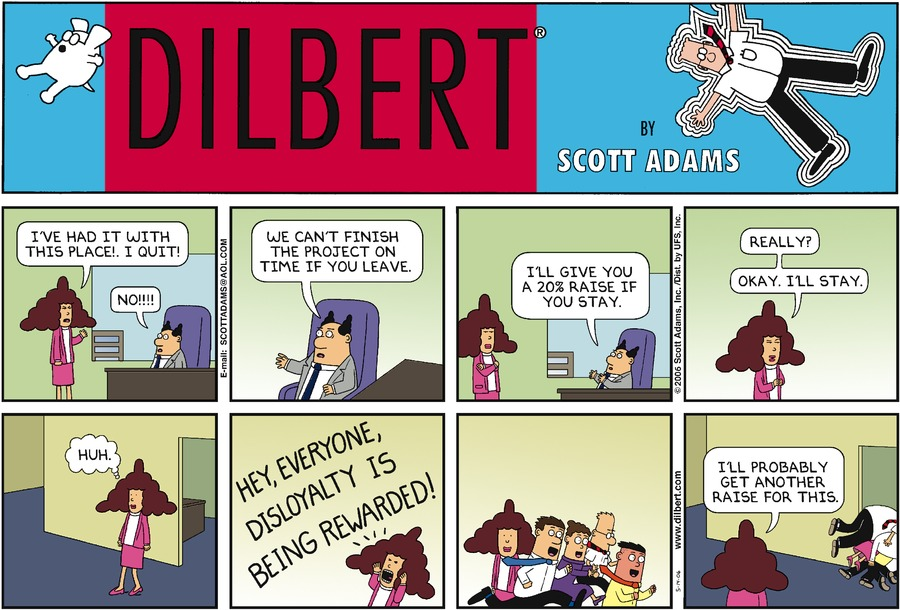 DILBERT®
BY
SCOTT ADAMS
I'VE HAD IT WITH
THIS PLACE!. I QUIT!
NO!!!!
E-mail: SCOTTADAMS@AOL.COM
WE CAN'T FINISH
THE PROJECT ON
TIME IF YOU LEAVE.
I'LL GIVE YOU
A 20% RAISE IF
YOU STAY.
©2006 Scott Adams, Inc./Dist. by UFS, Inc.
REALLY?
OKAY. I'LL STAY.
HUH.
HEY, EVERYONE,
DISLOYALTY IS
BEING REWARDED!
www.dilbert.com
5-14-06
I'LL PROBABLY
GET ANOTHER
RAISE FOR THIS.